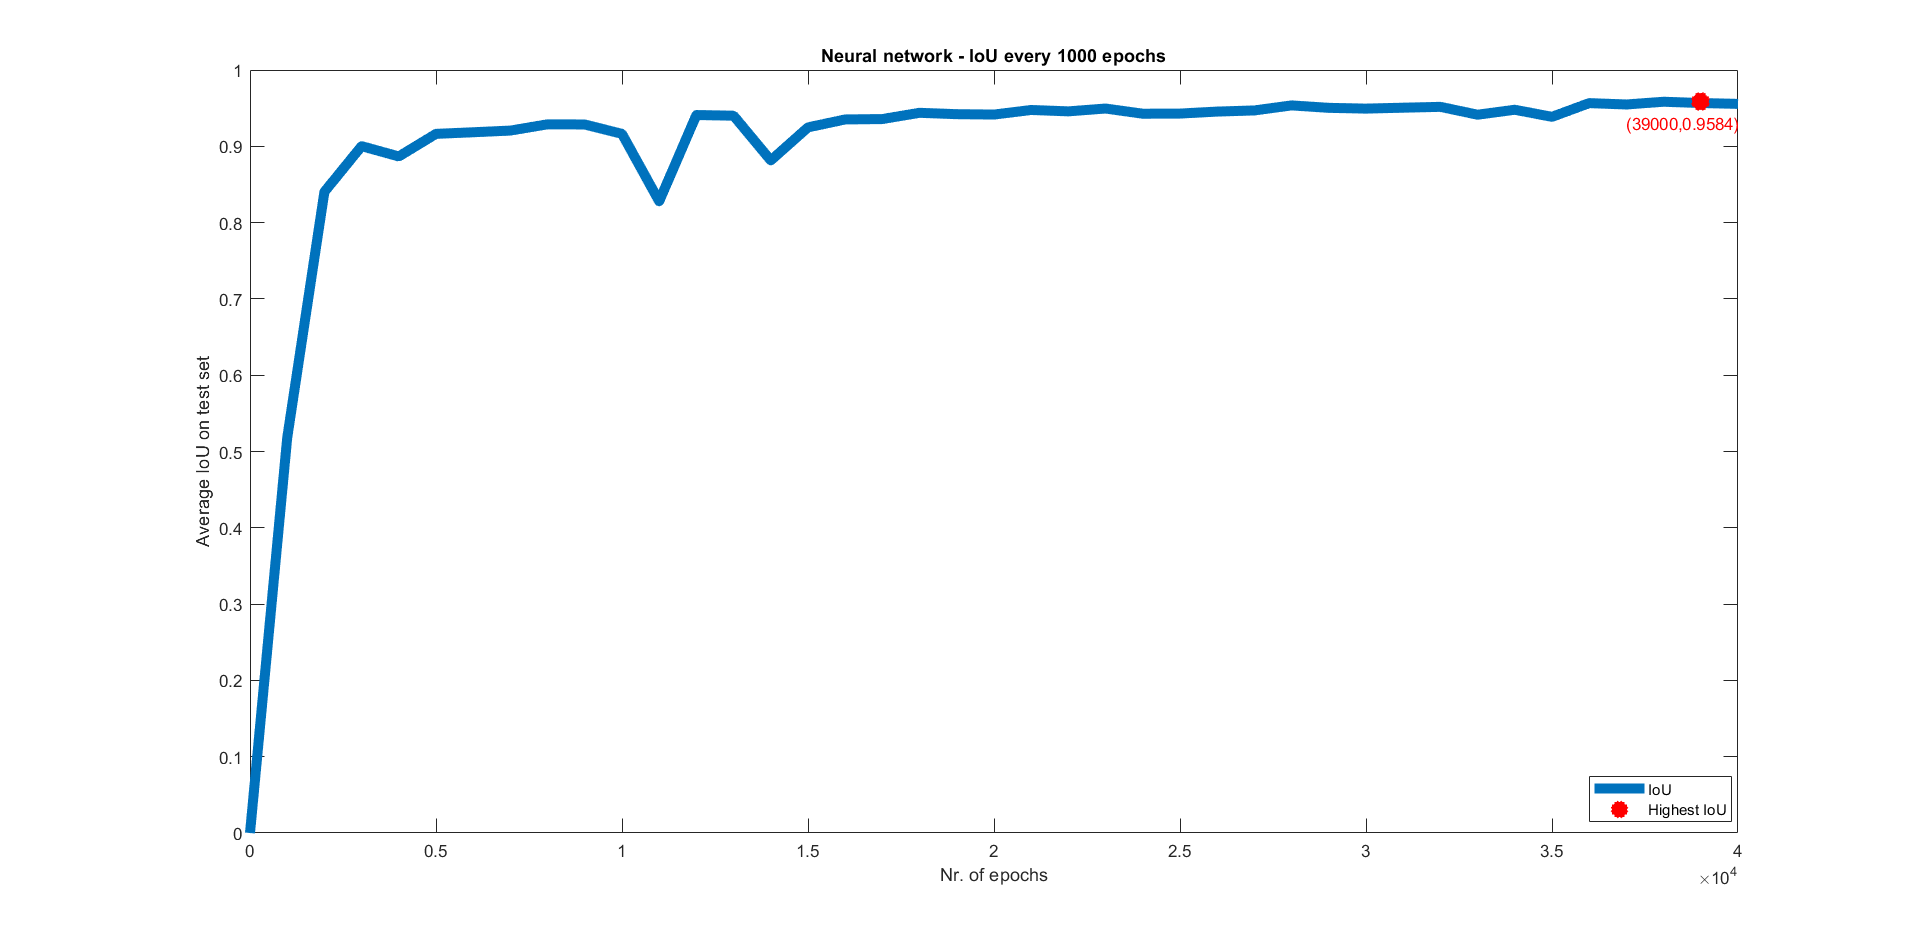 Neural network - IoU every 1000 epochs
1
0.9
0.8
0.7
0.6
0.5
0.4
0.3
0.2
0.1
0
Average IoU on test set
(39000,0.9584)
IoU
Highest IoU
0 0.5 1 1.5 2 2.5 3 3.5 4
Nr. of epochs
×10⁴